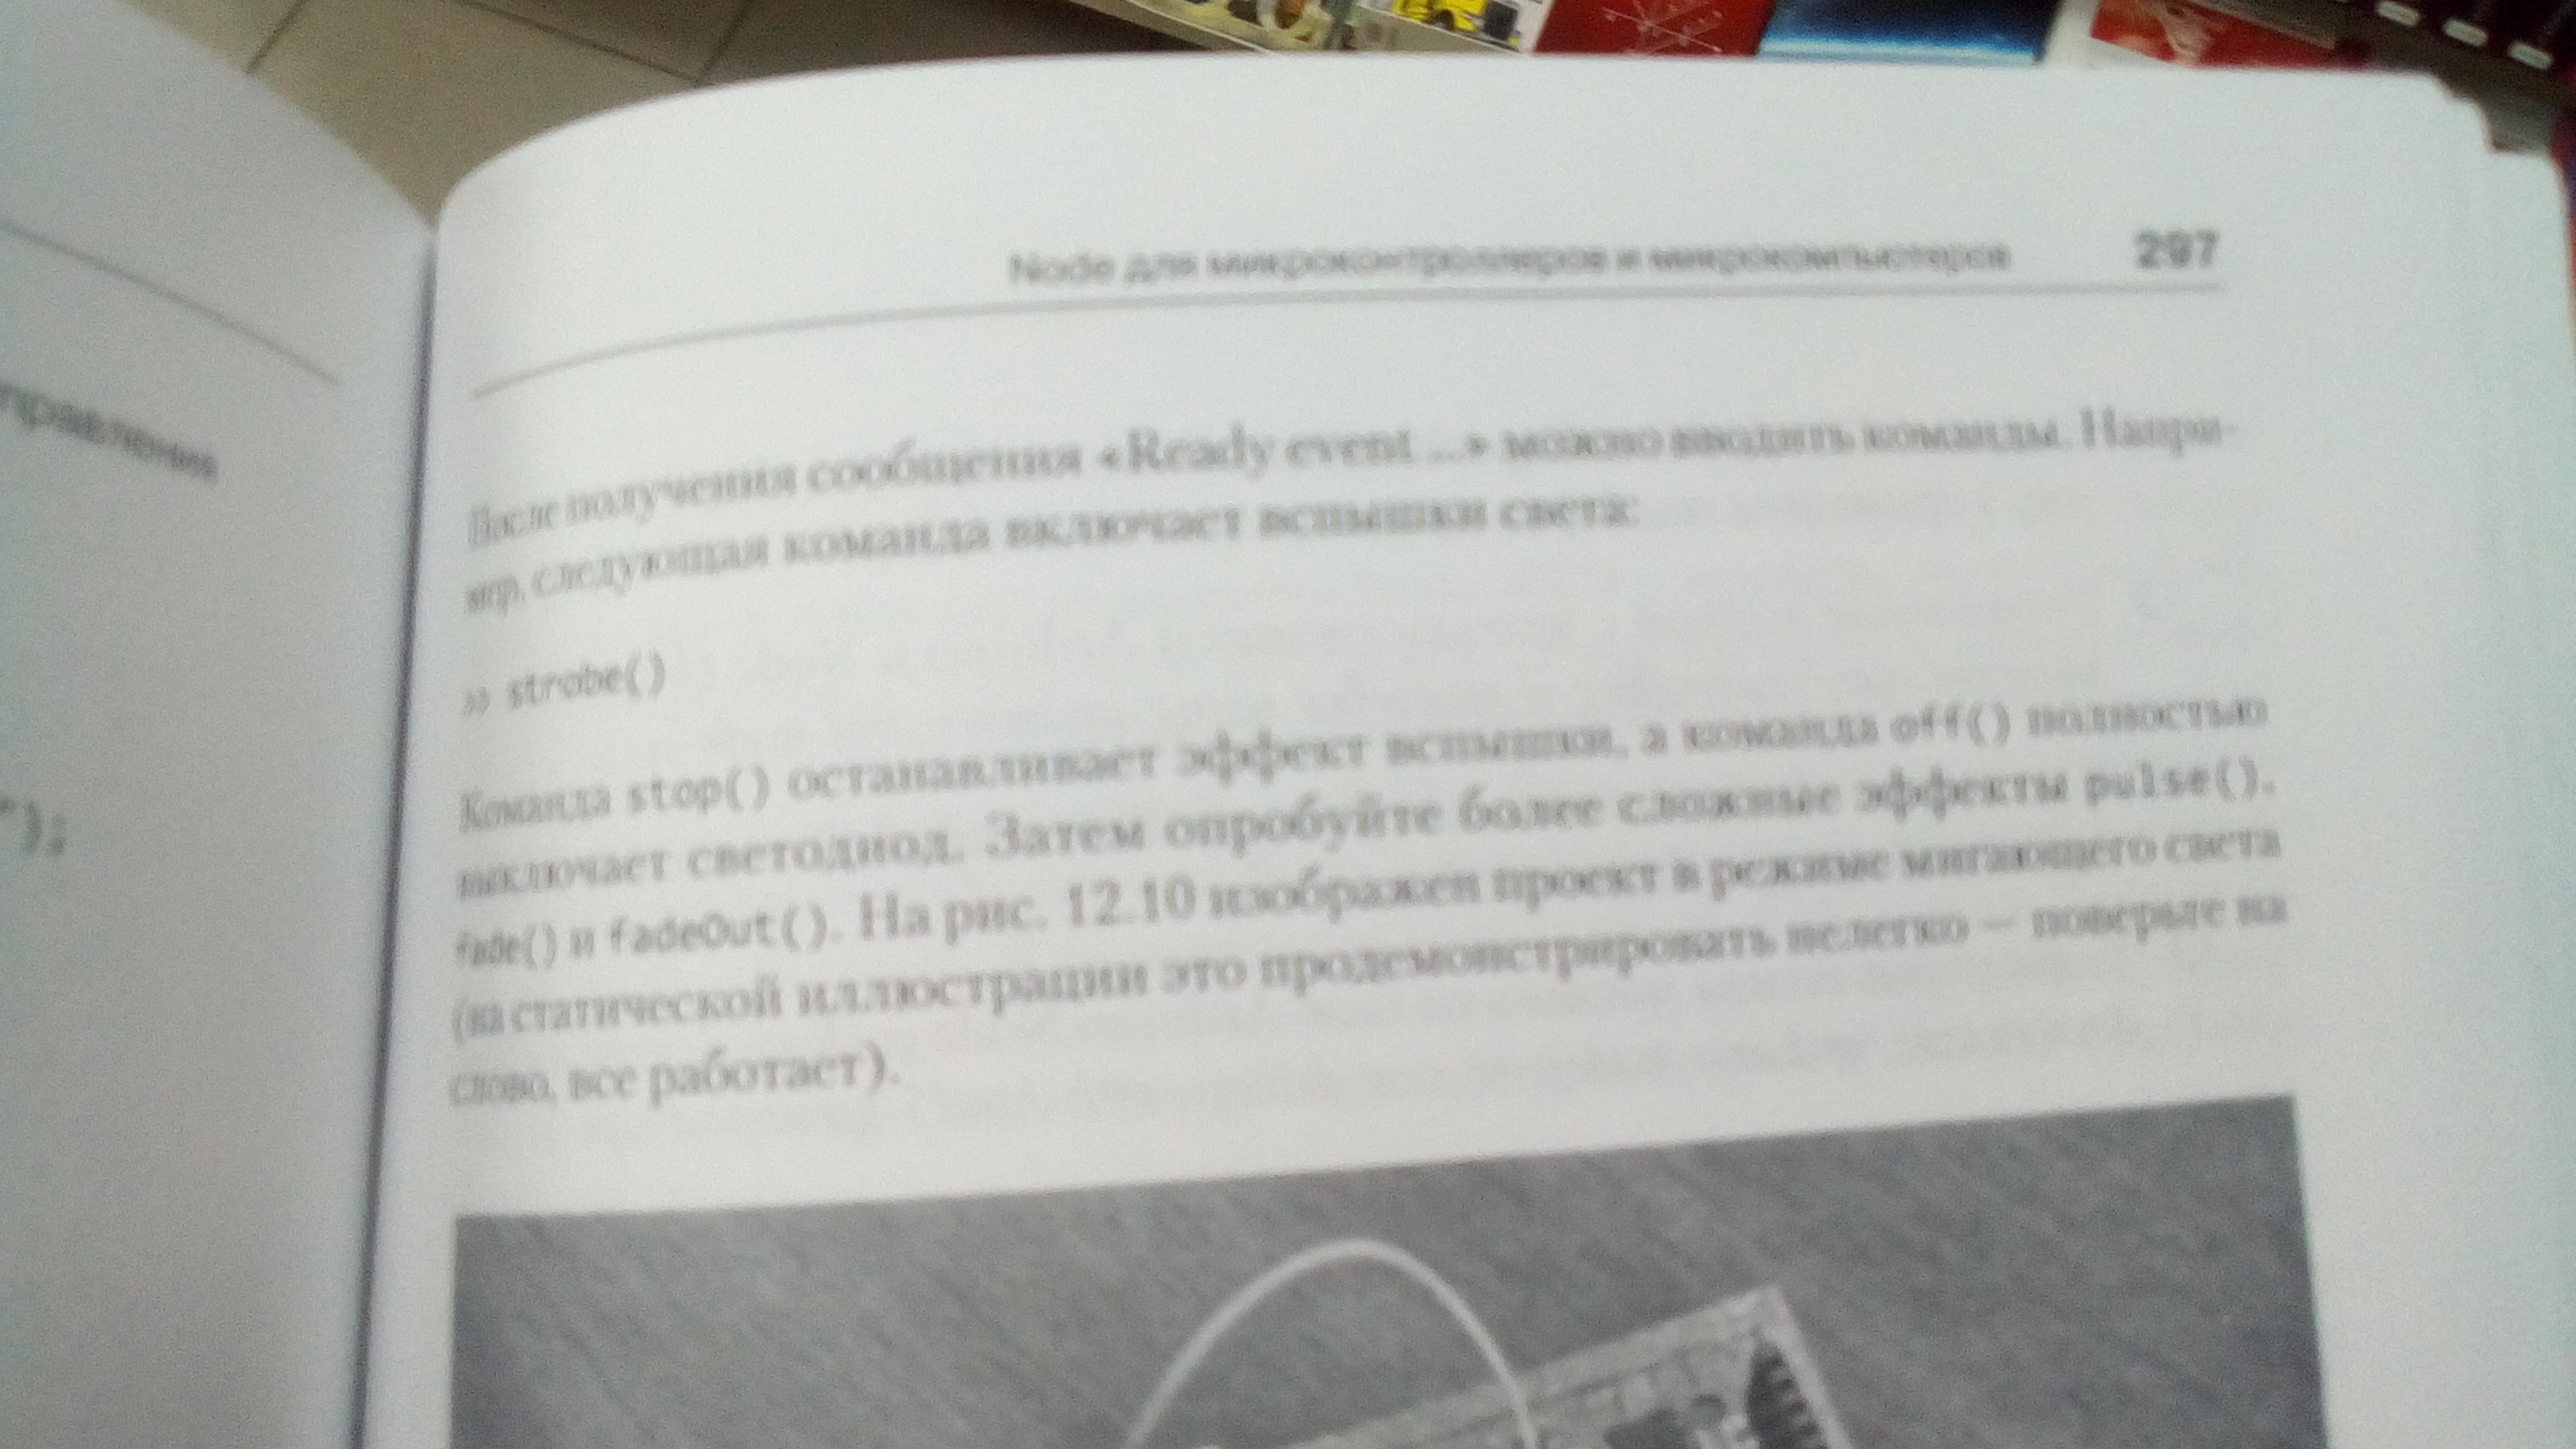 правления
");
Node для микроконтроллеров и микрокомпьютеров 297
После получения сообщения «Ready event ...» можно вводить команды. Напри-
мер, следующая команда включает вспышки света:
>> strobe()
Команда stop() останавливает эффект вспышки, а команда off() полностью
выключает светодиод. Затем опробуйте более сложные эффекты pulse(),
fade() и fadeOut(). На рис. 12.10 изображен проект в режиме мигающего света
(на статической иллюстрации это продемонстрировать нелегко — поверьте на
слово, все работает).